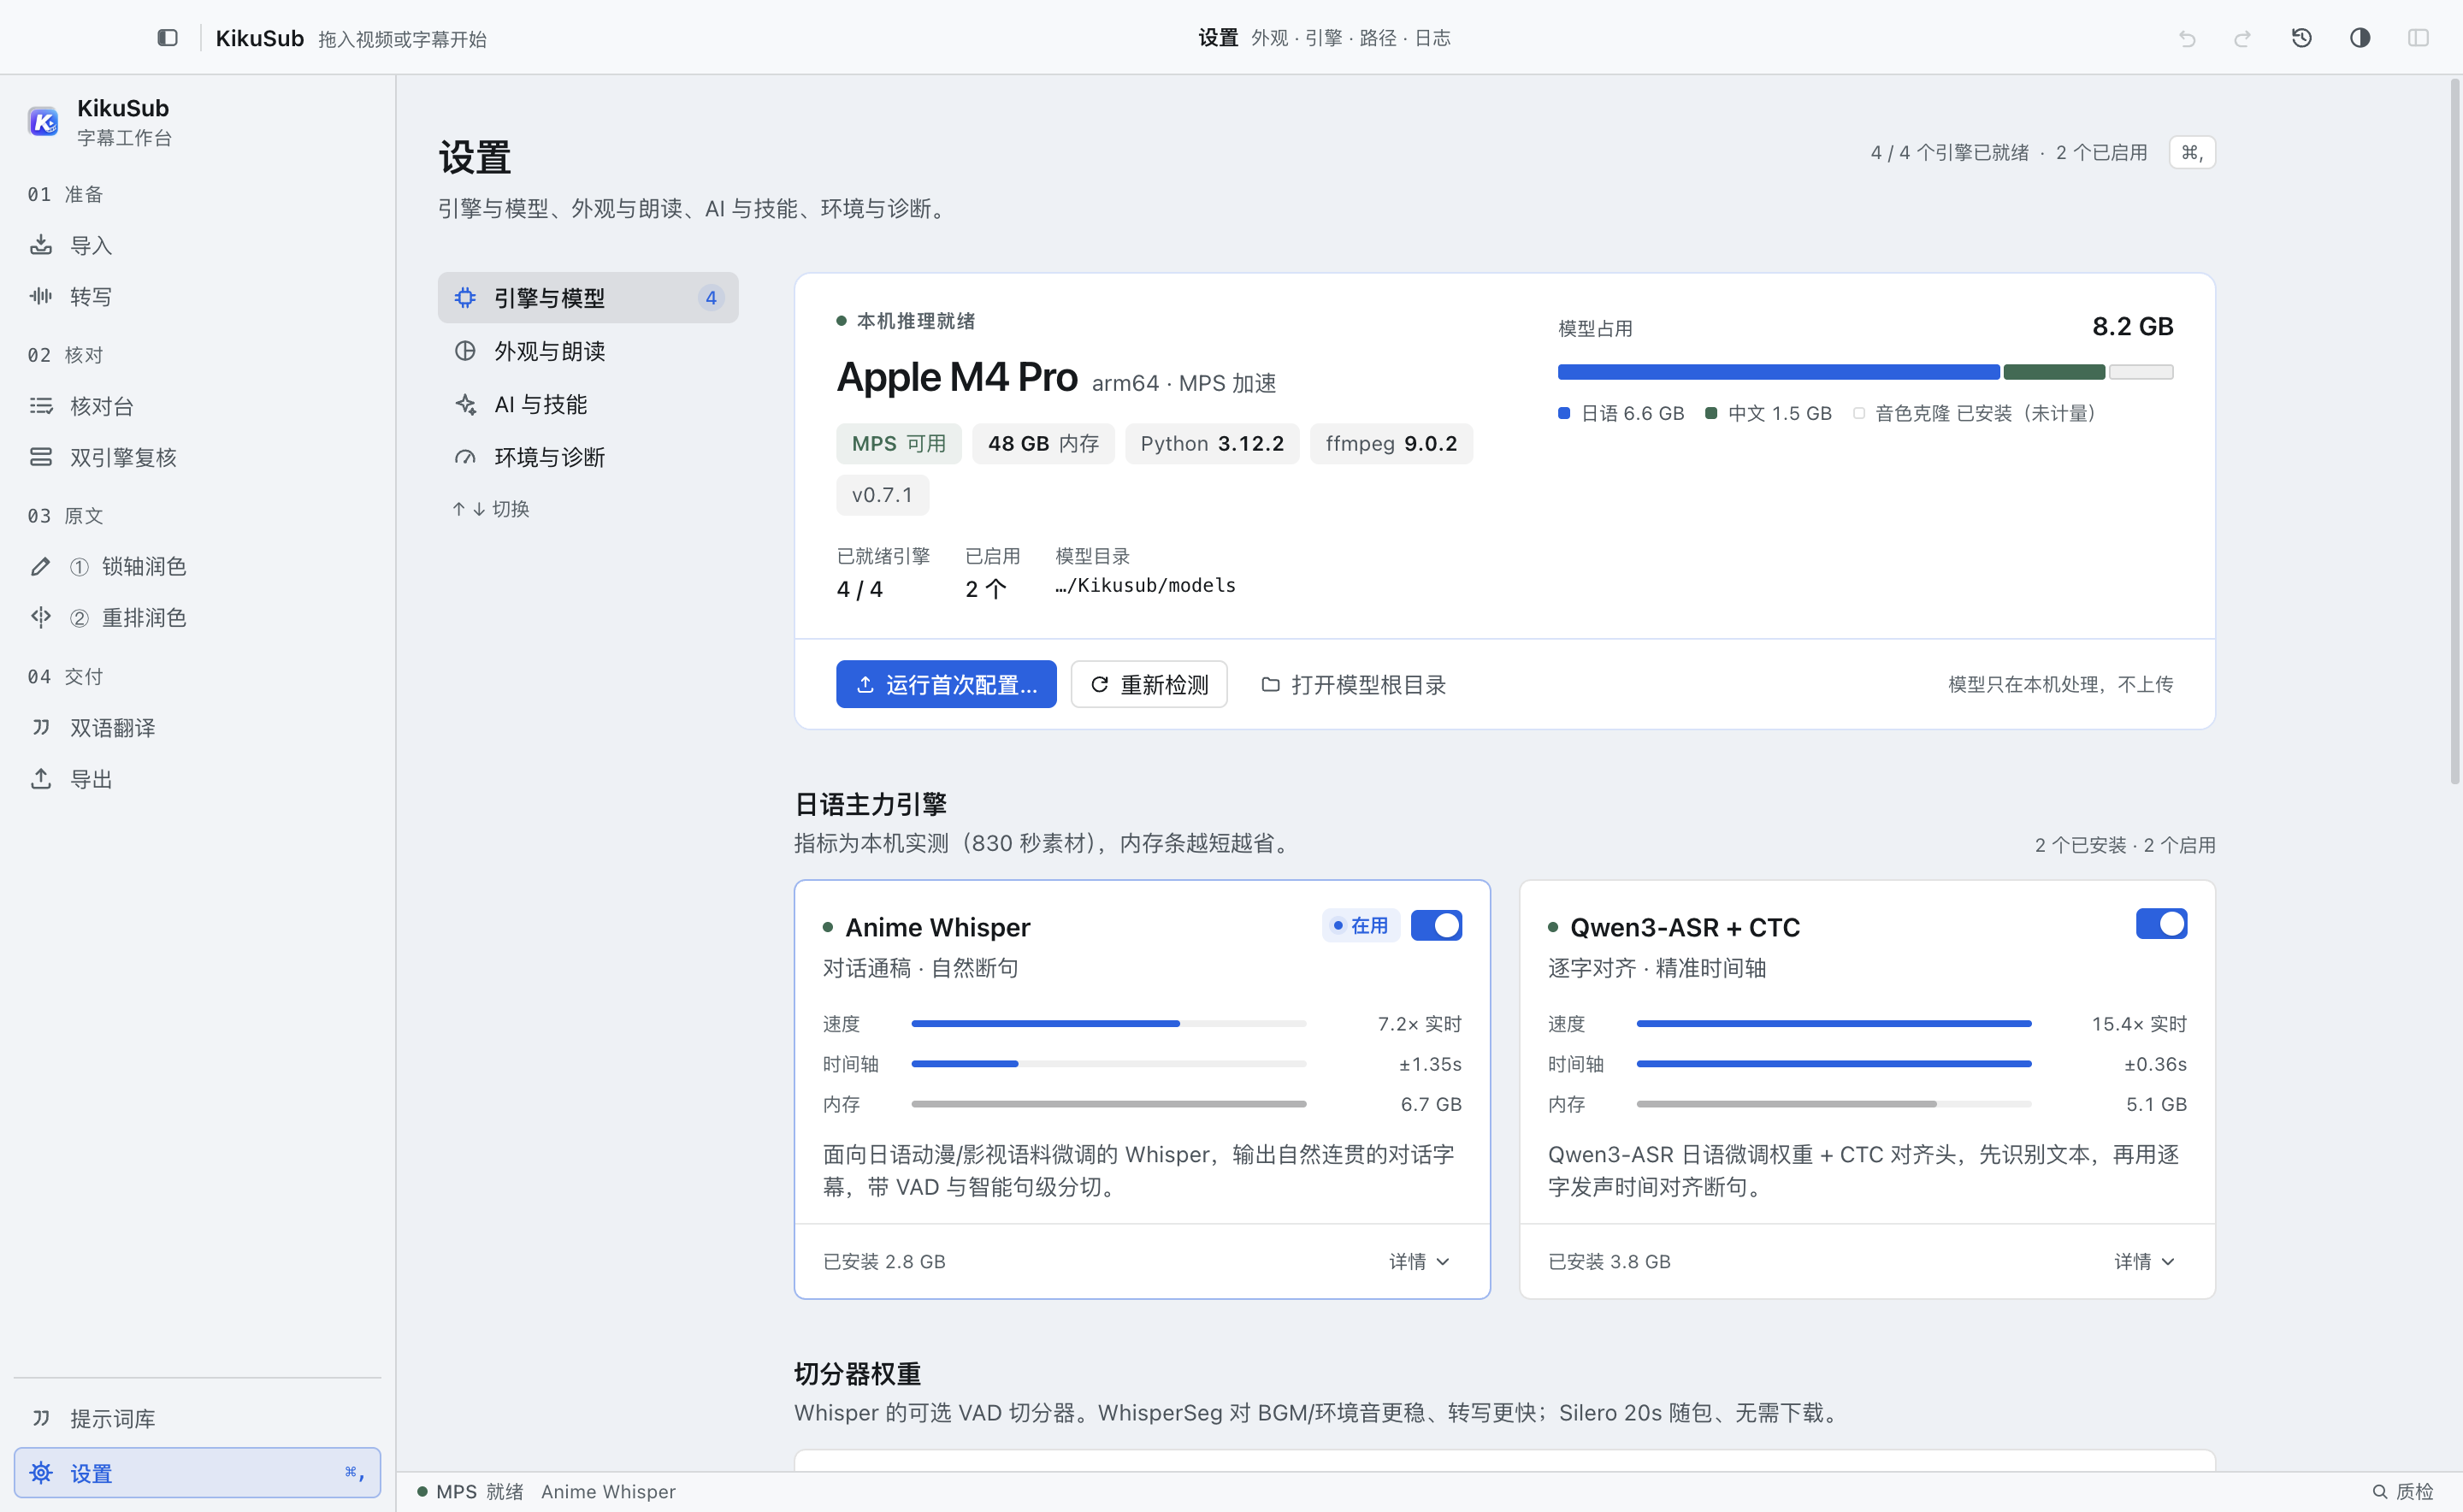 KikuSub 拖入视频或字幕开始
设置 外观 · 引擎 · 路径 · 日志
KikuSub
字幕工作台
01 准备
导入
转写
02 核对
核对台
双引擎复核
03 原文
① 锁轴润色
② 重排润色
04 交付
双语翻译
导出
提示词库
设置 ⌘,
设置
4 / 4 个引擎已就绪 · 2 个已启用 ⌘,
引擎与模型、外观与朗读、AI 与技能、环境与诊断。
引擎与模型 4
外观与朗读
AI 与技能
环境与诊断
↑ ↓ 切换
本机推理就绪
Apple M4 Pro arm64 · MPS 加速
MPS 可用
48 GB 内存
Python 3.12.2
ffmpeg 9.0.2
v0.7.1
已就绪引擎
4 / 4
已启用
2 个
模型目录
…/Kikusub/models
模型占用 8.2 GB
日语 6.6 GB 中文 1.5 GB 音色克隆 已安装（未计量）
运行首次配置...
重新检测
打开模型根目录
模型只在本机处理，不上传
日语主力引擎
指标为本机实测（830 秒素材），内存条越短越省。
2 个已安装 · 2 个启用
Anime Whisper 在用
对话通稿 · 自然断句
速度 7.2× 实时
时间轴 ±1.35s
内存 6.7 GB
面向日语动漫/影视语料微调的 Whisper，输出自然连贯的对话字
幕，带 VAD 与智能句级分切。
已安装 2.8 GB 详情
Qwen3-ASR + CTC
逐字对齐 · 精准时间轴
速度 15.4× 实时
时间轴 ±0.36s
内存 5.1 GB
Qwen3-ASR 日语微调权重 + CTC 对齐头，先识别文本，再用逐
字发声时间对齐断句。
已安装 3.8 GB 详情
切分器权重
Whisper 的可选 VAD 切分器。WhisperSeg 对 BGM/环境音更稳、转写更快；Silero 20s 随包、无需下载。
MPS 就绪 Anime Whisper
质检